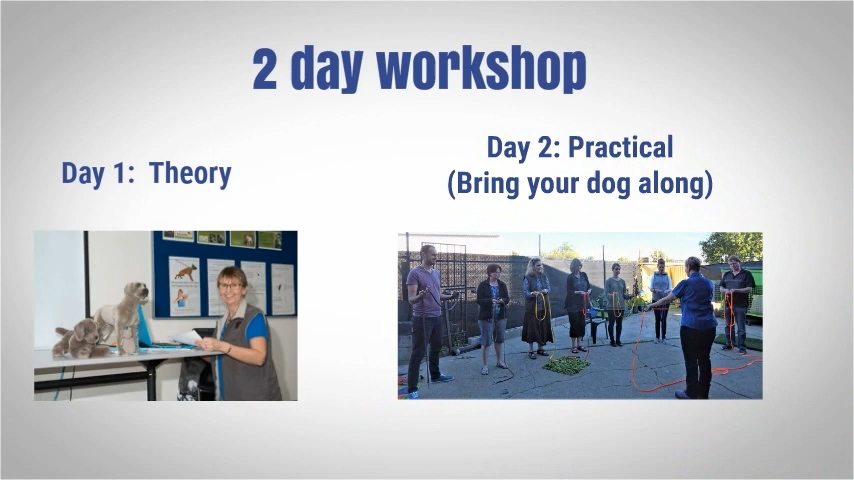 2 day workshop
Day 1: Theory
Day 2: Practical
(Bring your dog along)